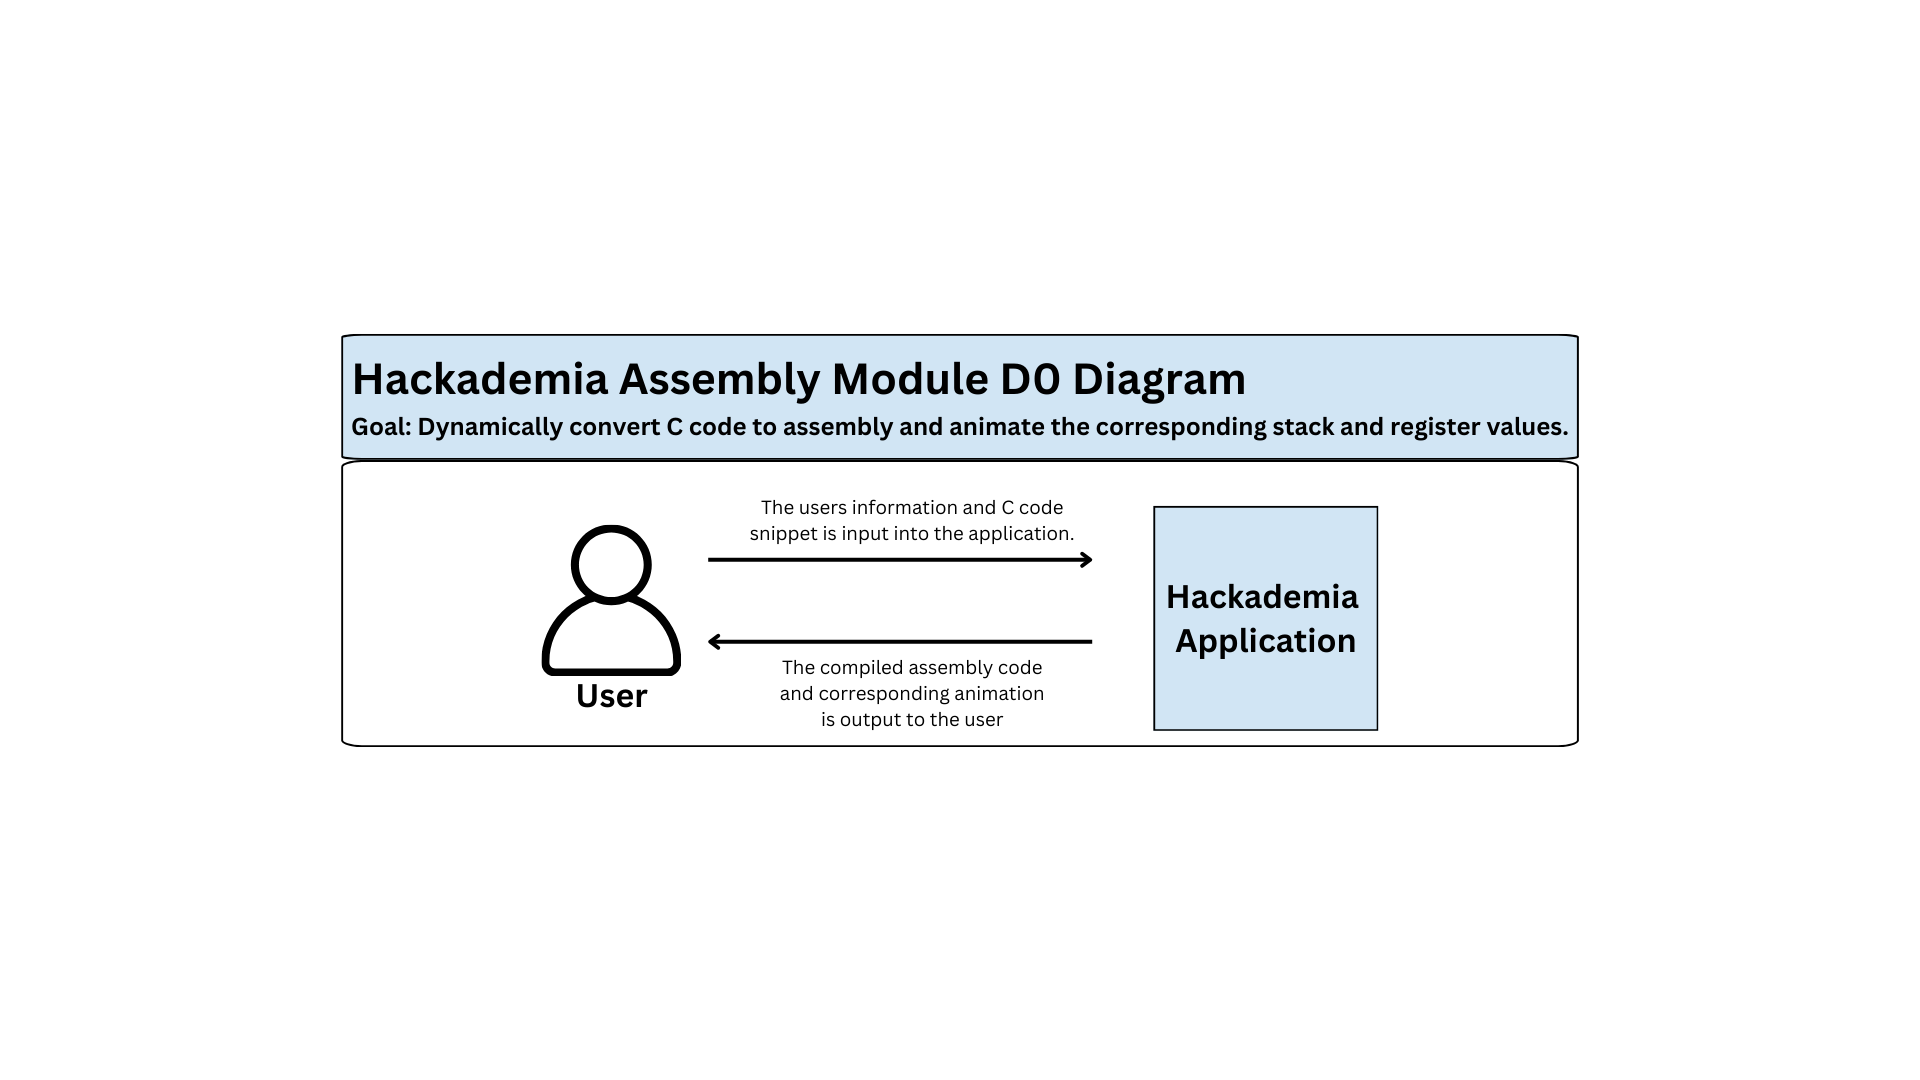 Hackademia Assembly Module D0 Diagram
Goal: Dynamically convert C code to assembly and animate the corresponding stack and register values.
The users information and C code
snippet is input into the application.
Hackademia
Application
User
The compiled assembly code
and corresponding animation
is output to the user